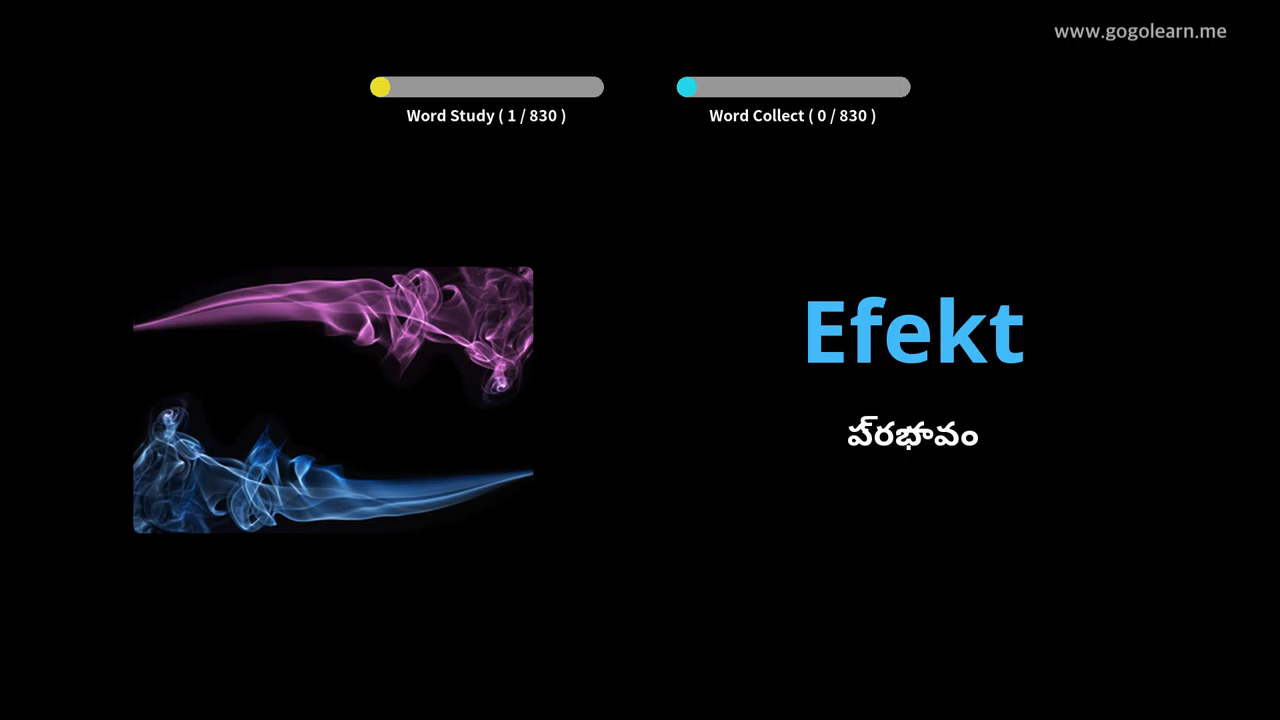 www.gogolearn.me
Word Study ( 1 / 830 )
Word Collect ( 0 / 830 )
Efekt
ప్రభావం